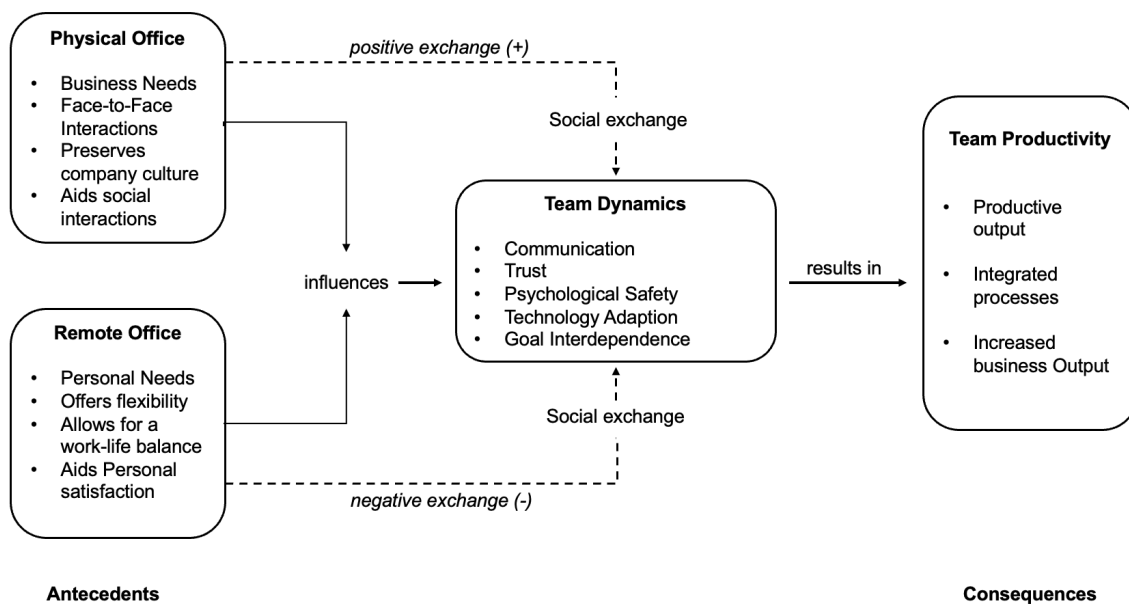 Physical Office
• Business Needs
• Face-to-Face
Interactions
• Preserves
company culture
• Aids social
interactions
positive exchange (+)
Social exchange
influences
Remote Office
• Personal Needs
• Offers flexibility
• Allows for a
work-life balance
• Aids Personal
satisfaction
negative exchange (-)
Social exchange
Team Dynamics
• Communication
• Trust
• Psychological Safety
• Technology Adaption
• Goal Interdependence
results in
Team Productivity
• Productive
output
• Integrated
processes
• Increased
business Output
Antecedents
Consequences